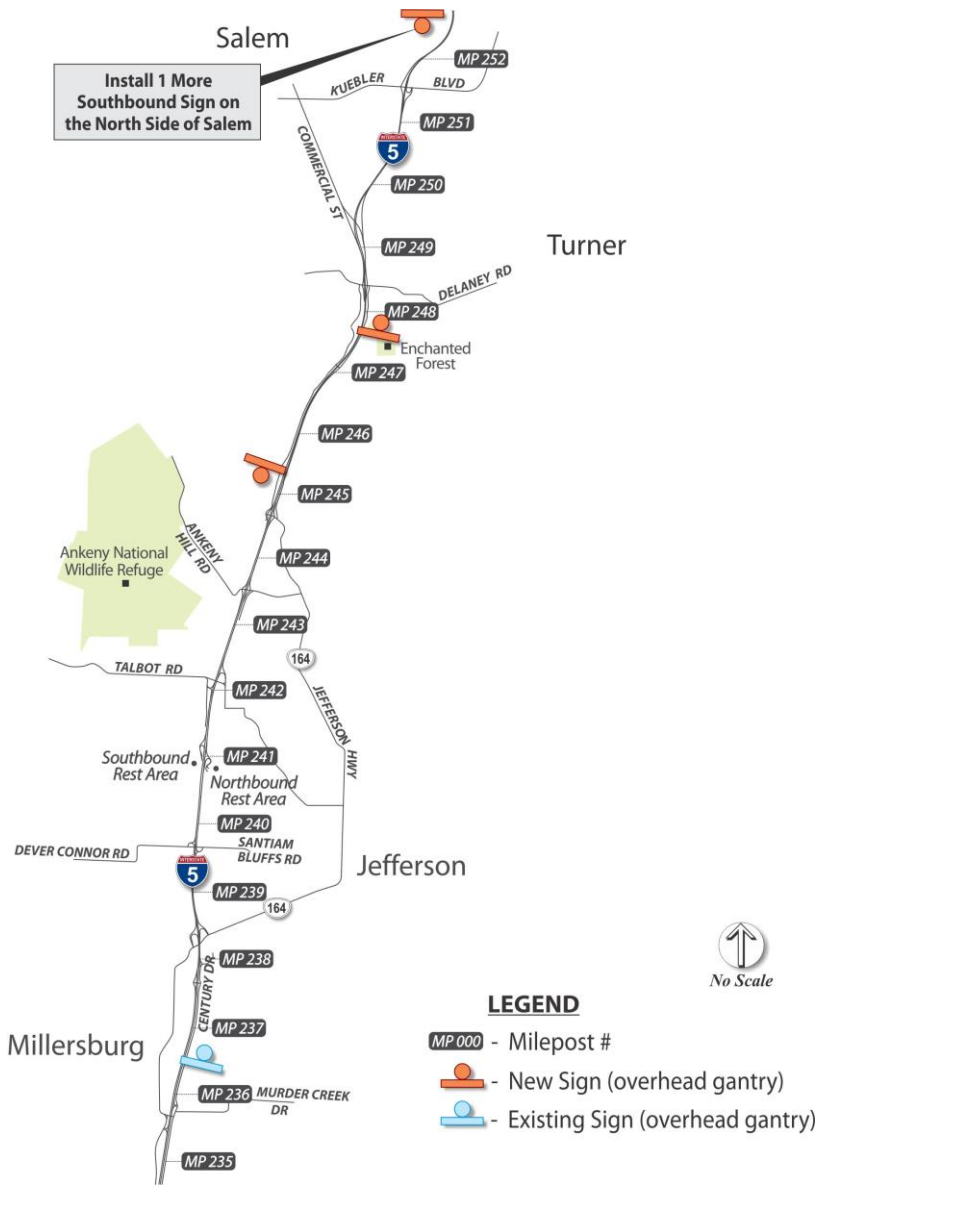 Salem
Install 1 More
Southbound Sign on
the North Side of Salem
MP 252
KUEBLER BLVD
MP 251
INTERSTATE
5
COMMERCIAL ST
MP 250
MP 249
Turner
DELANEY RD
MP 248
Enchanted
Forest
MP 247
MP 246
MP 245
ANKENY
HILL RD
Ankeny National
Wildlife Refuge
MP 244
MP 243
164
TALBOT RD
MP 242
JEFFERSON HWY
Southbound
Rest Area
MP 241
Northbound
Rest Area
MP 240
DEVER CONNOR RD
SANTIAM
BLUFFS RD
Jefferson
INTERSTATE
5
MP 239
164
MP 238
CENTURY DR
No Scale
MP 237
Millersburg
MP 236
MURDER CREEK
DR
MP 235
LEGEND
MP 000 - Milepost #
- New Sign (overhead gantry)
- Existing Sign (overhead gantry)